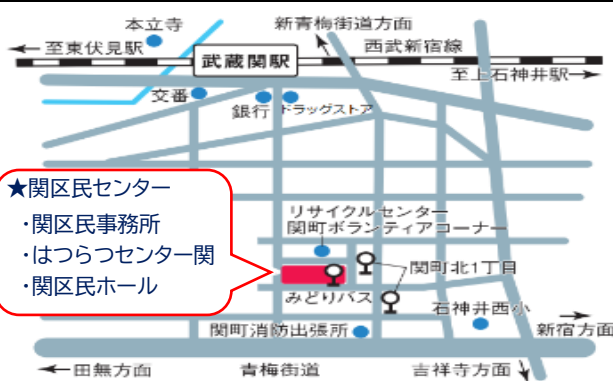 本立寺
新青梅街道方面
←至東伏見駅
武蔵関駅
西武新宿線
至上石神井駅→
交番
銀行
ドラッグストア
★関区民センター
・関区民事務所
・はつらつセンター関
・関区民ホール
リサイクルセンター
関町ボランティアコーナー
関町北1丁目
みどりバス
石神井西小
関町消防出張所
新宿方面
←田無方面
青梅街道
吉祥寺方面